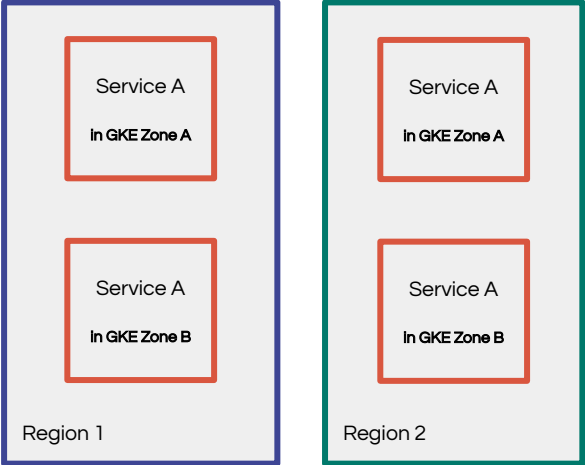 Service A
in GKE Zone A
Service A
in GKE Zone B
Region 1
Service A
in GKE Zone A
Service A
in GKE Zone B
Region 2